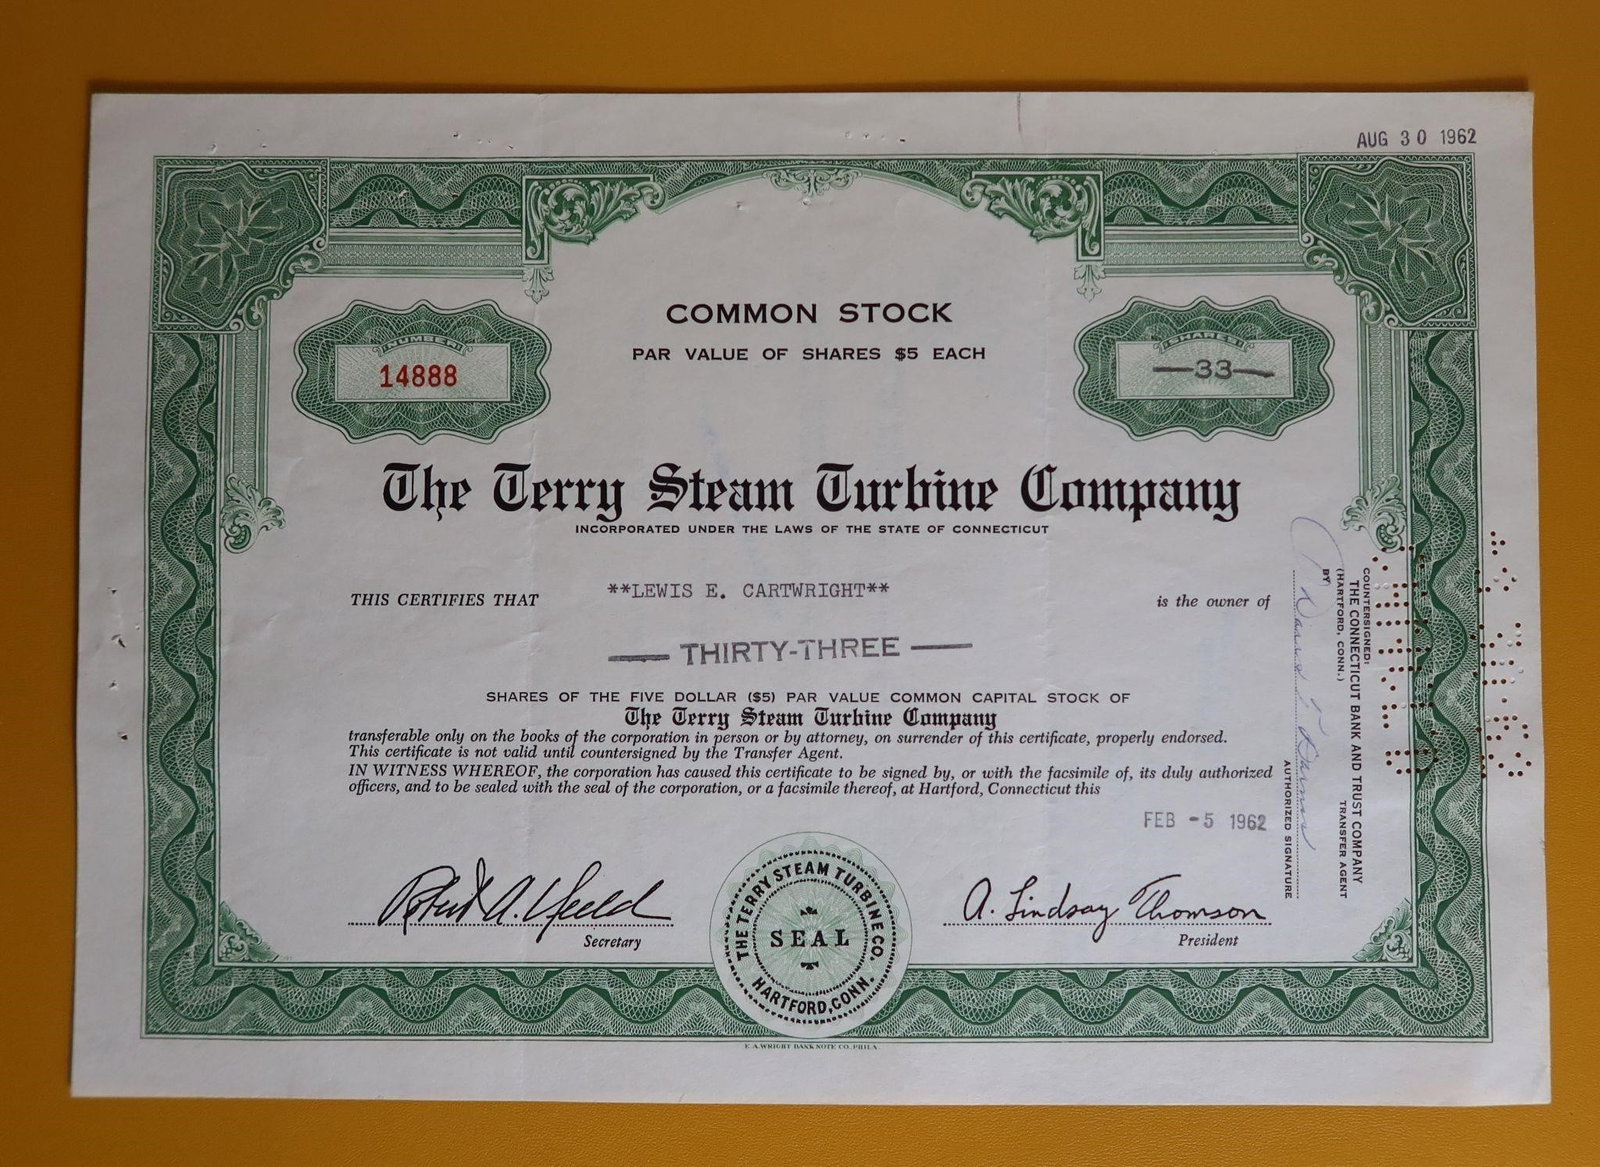 AUG 30 1962
COMMON STOCK
PAR VALUE OF SHARES $5 EACH
NUMBER
14888
SHARES
—33—
The Terry Steam Turbine Company
INCORPORATED UNDER THE LAWS OF THE STATE OF CONNECTICUT
THIS CERTIFIES THAT **LEWIS E. CARTWRIGHT** is the owner of
— THIRTY-THREE —
SHARES OF THE FIVE DOLLAR ($5) PAR VALUE COMMON CAPITAL STOCK OF
The Terry Steam Turbine Company
transferable only on the books of the corporation in person or by attorney, on surrender of this certificate, properly endorsed.
This certificate is not valid until countersigned by the Transfer Agent.
IN WITNESS WHEREOF, the corporation has caused this certificate to be signed by, or with the facsimile of, its duly authorized
officers, and to be sealed with the seal of the corporation, or a facsimile thereof, at Hartford, Connecticut this
FEB -5 1962
Robert A.
Secretary
THE TERRY STEAM TURBINE CO.
SEAL
HARTFORD, CONN.
A. Lindsay Thomson
President
COUNTERSIGNED:
THE CONNECTICUT BANK AND TRUST COMPANY
(HARTFORD, CONN.) TRANSFER AGENT
BY
AUTHORIZED SIGNATURE
E. A. WRIGHT BANK NOTE CO. PHILA.